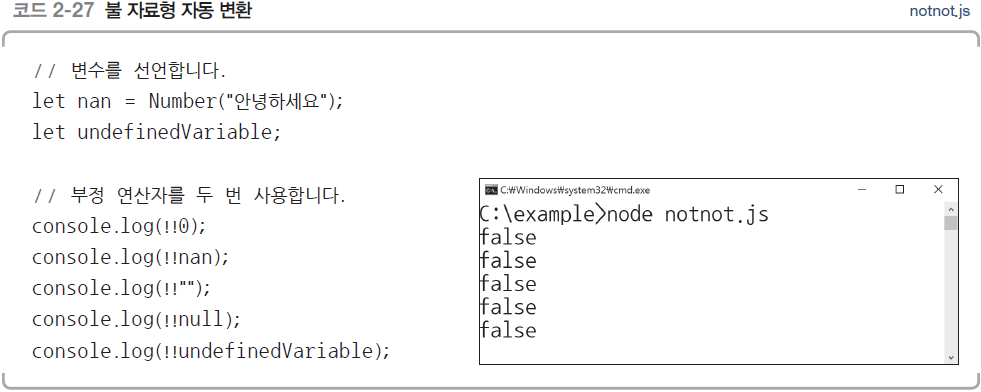 코드 2-27 불 자료형 자동 변환 notnot.js
// 변수를 선언합니다.
let nan = Number("안녕하세요");
let undefinedVariable;
// 부정 연산자를 두 번 사용합니다.
console.log(!!0);
console.log(!!nan);
console.log(!!"");
console.log(!!null);
console.log(!!undefinedVariable);
C:₩Windows₩system32₩cmd.exe
C:\example>node notnot.js
false
false
false
false
false